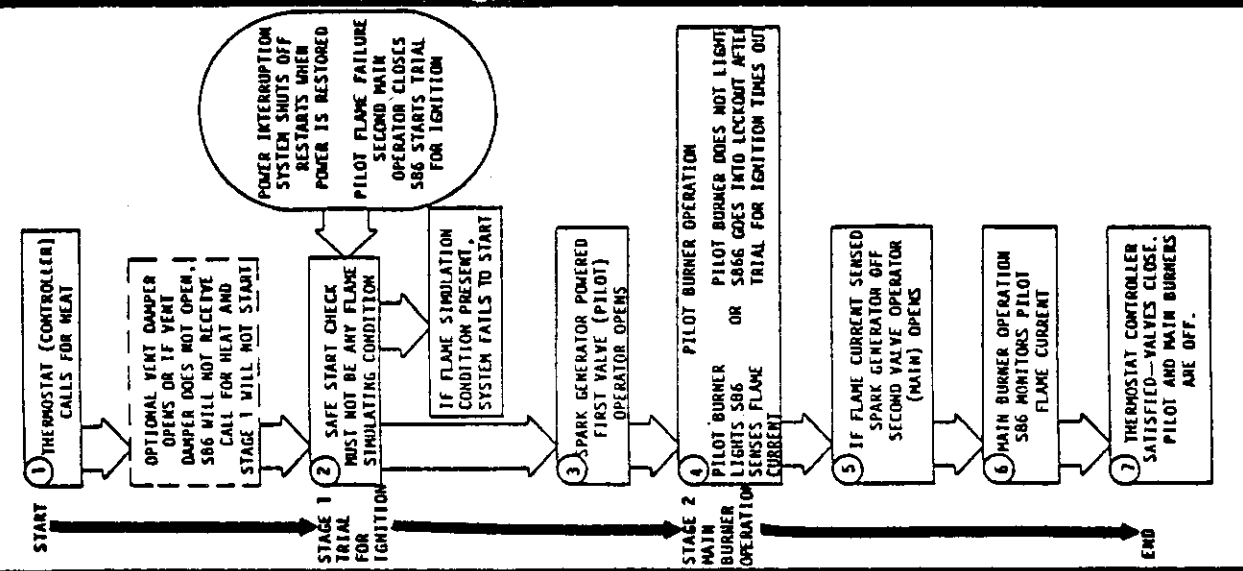 START
1 THERMOSTAT (CONTROLLER)
CALLS FOR HEAT
OPTIONAL VENT DAMPER
OPENS OR IF VENT
DAMPER DOES NOT OPEN,
S86 WILL NOT RECEIVE
CALL FOR HEAT AND
STAGE 1 WILL NOT START
STAGE 1
TRIAL
FOR
IGNITION
2 SAFE START CHECK
MUST NOT BE ANY FLAME
SIMULATING CONDITION
POWER INTERRUPTION
SYSTEM SHUTS OFF
RESTARTS WHEN
POWER IS RESTORED
PILOT FLAME FAILURE
SECOND MAIN
OPERATOR CLOSES
S86 STARTS TRIAL
FOR IGNITION
IF FLAME SIMULATION
CONDITION PRESENT,
SYSTEM FAILS TO START
3 SPARK GENERATOR POWERED
FIRST VALVE (PILOT)
OPERATOR OPENS
STAGE 2
MAIN
BURNER
OPERATION
4 PILOT BURNER OPERATION
PILOT BURNER
LIGHTS S86
SENSES FLAME
CURRENT
OR
PILOT BURNER DOES NOT LIGHT
S866 GOES INTO LOCKOUT AFTER
TRIAL FOR IGNITION TIMES OUT
5 IF FLAME CURRENT SENSED
SPARK GENERATOR OFF
SECOND VALVE OPERATOR
(MAIN) OPENS
6 MAIN BURNER OPERATION
S86 MONITORS PILOT
FLAME CURRENT
7 THERMOSTAT CONTROLLER
SATISFIED—VALVES CLOSE.
PILOT AND MAIN BURNERS
ARE OFF.
END